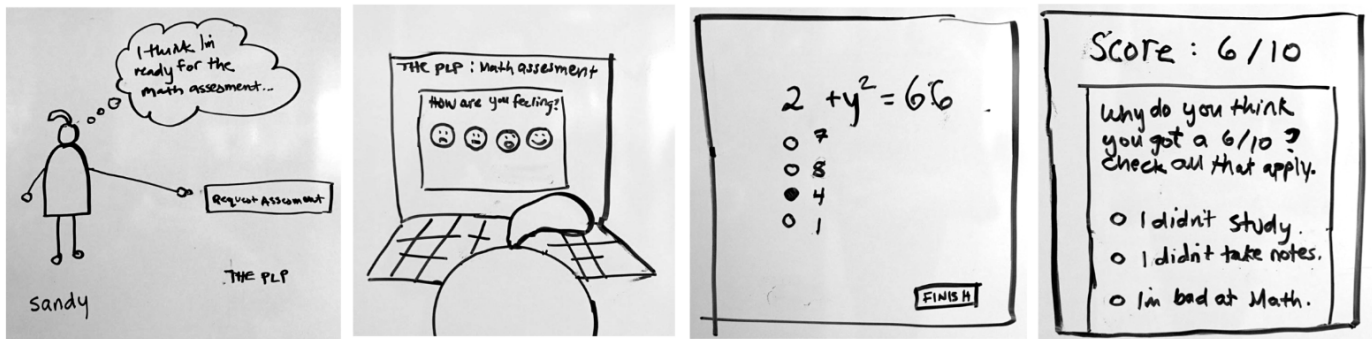 I think I'm
ready for the
math assesment...
Request Assesment
THE PLP
Sandy
THE PLP : Math assesment
How are you feeling?
2 + y² = 66
7
8
4
1
FINISH
Score : 6/10
Why do you think
you got a 6/10 ?
Check all that apply.
I didn't study.
I didn't take notes.
I'm bad at Math.